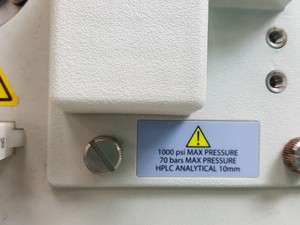 1000 psi MAX PRESSURE
70 bars MAX PRESSURE
HPLC ANALYTICAL 10mm